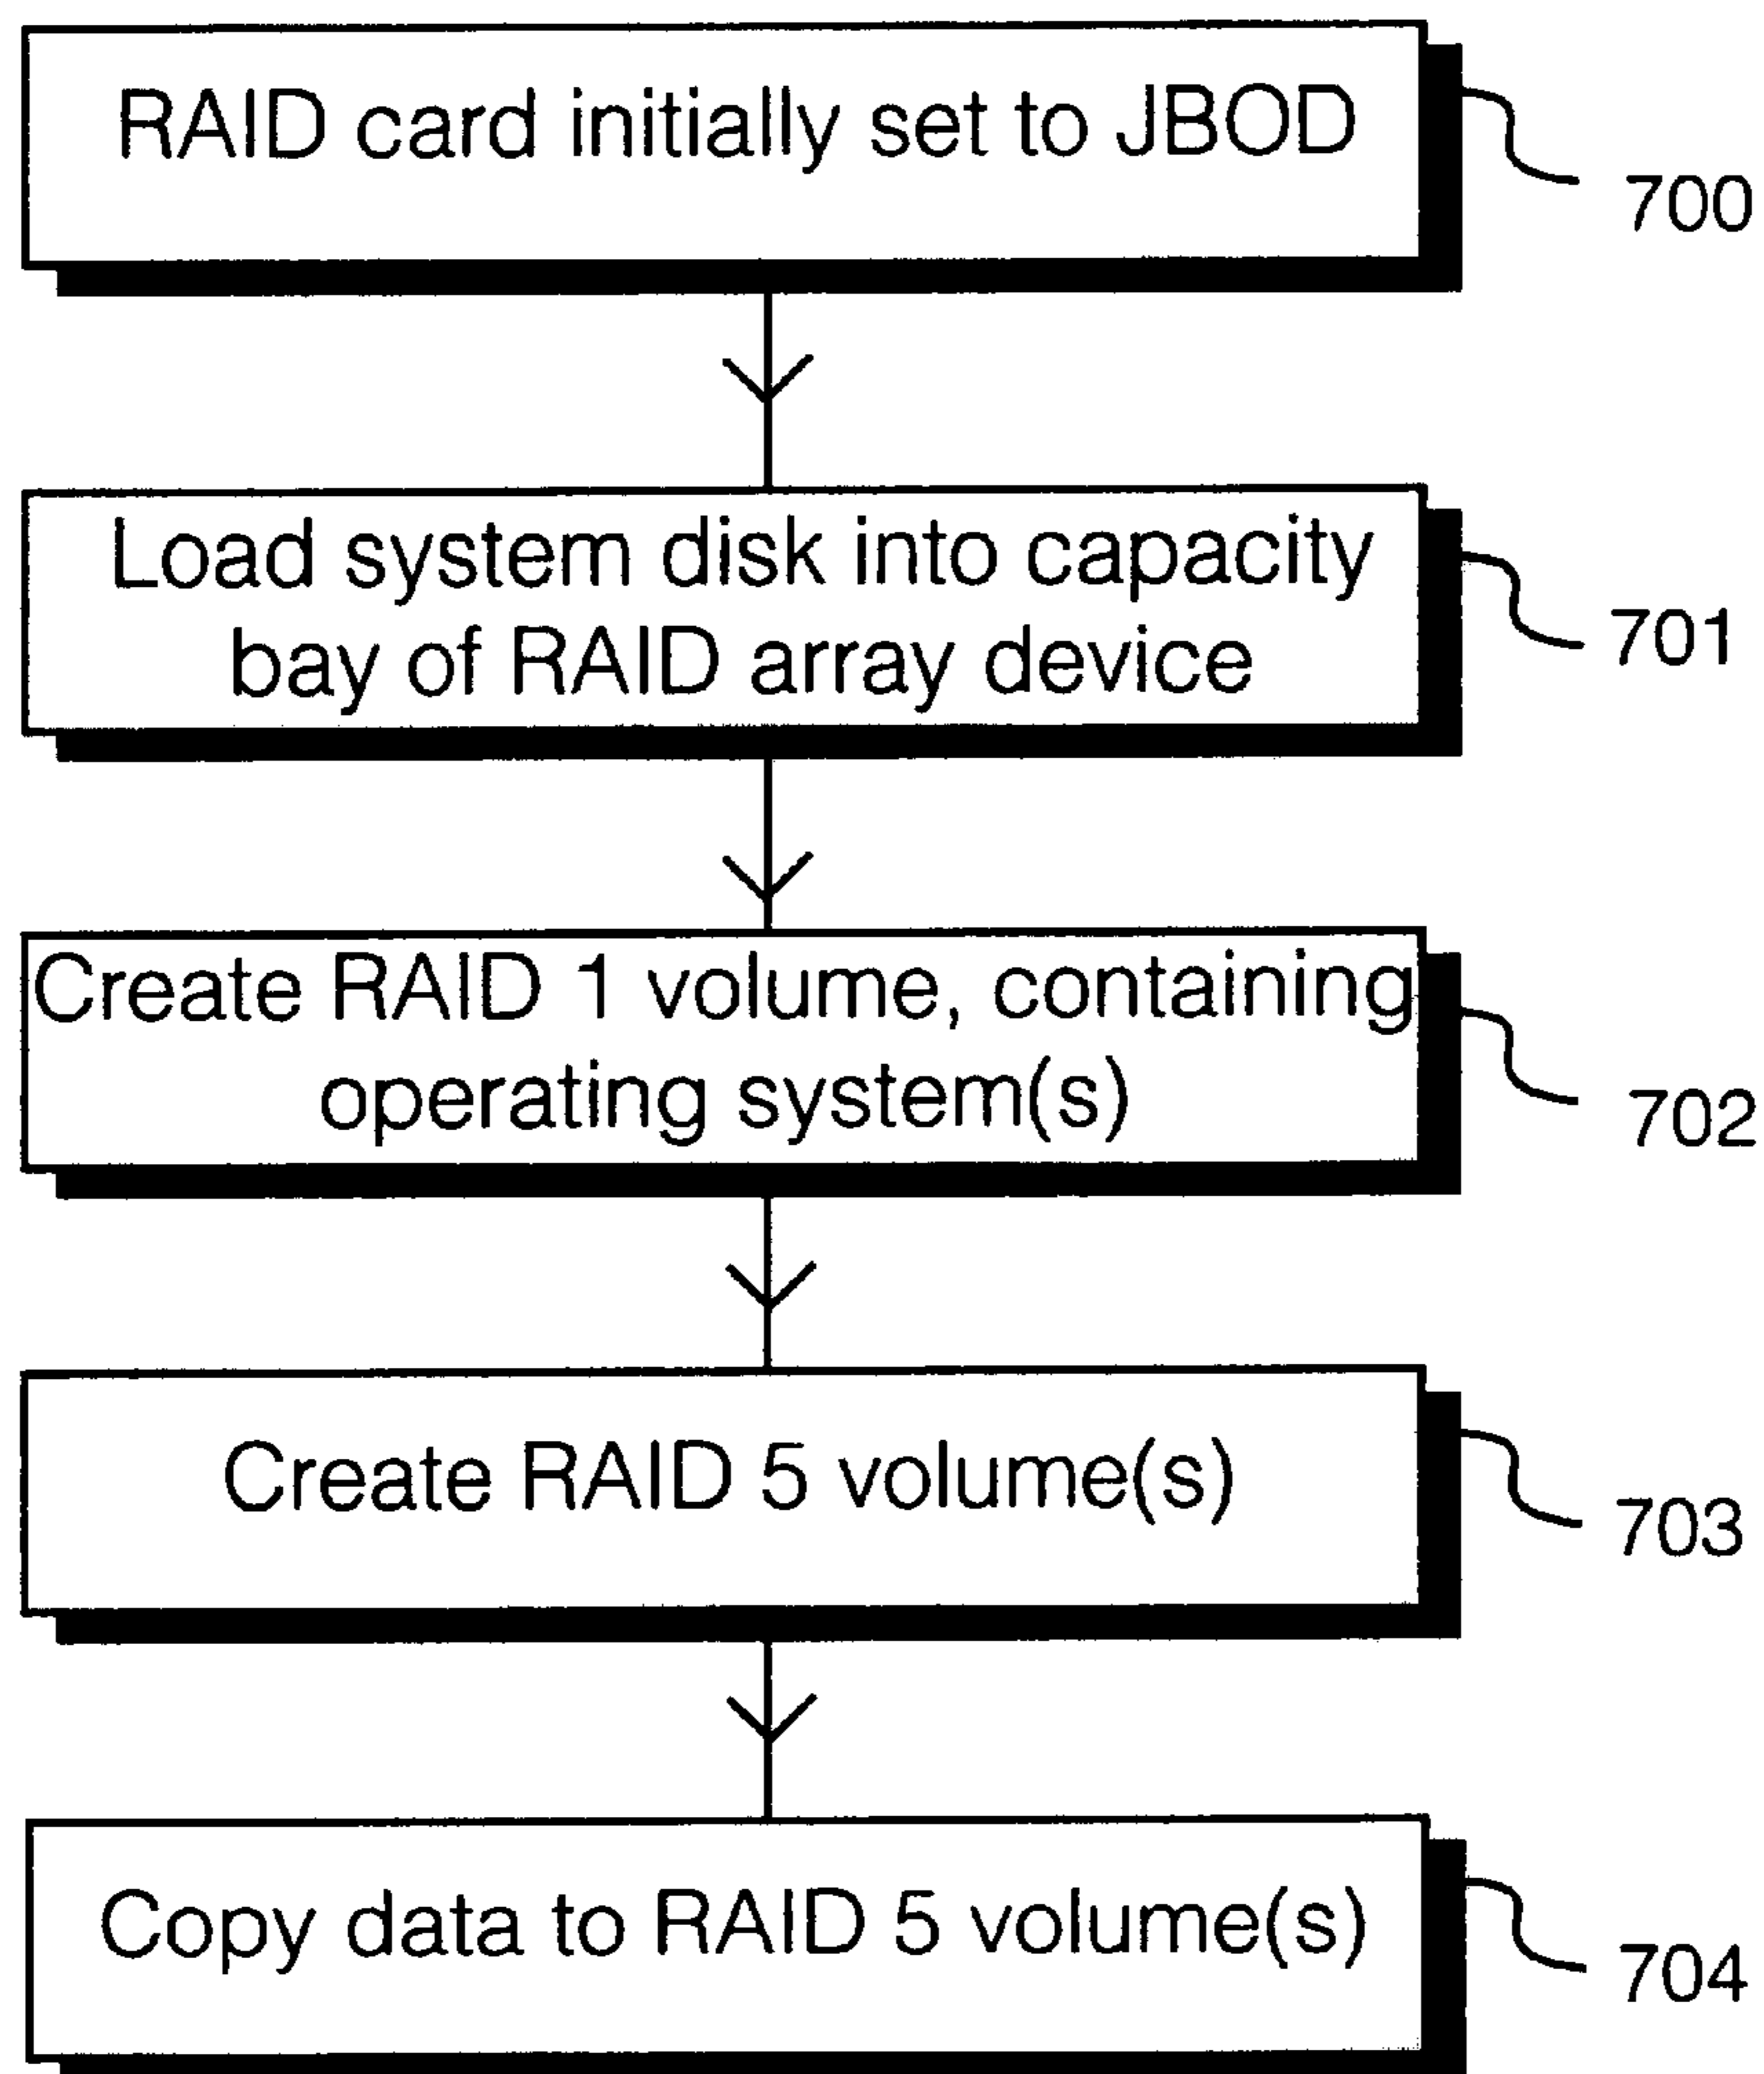 RAID card initially set to JBOD
700
Load system disk into capacity
bay of RAID array device
701
Create RAID 1 volume, containing
operating system(s)
702
Create RAID 5 volume(s)
703
Copy data to RAID 5 volume(s)
704